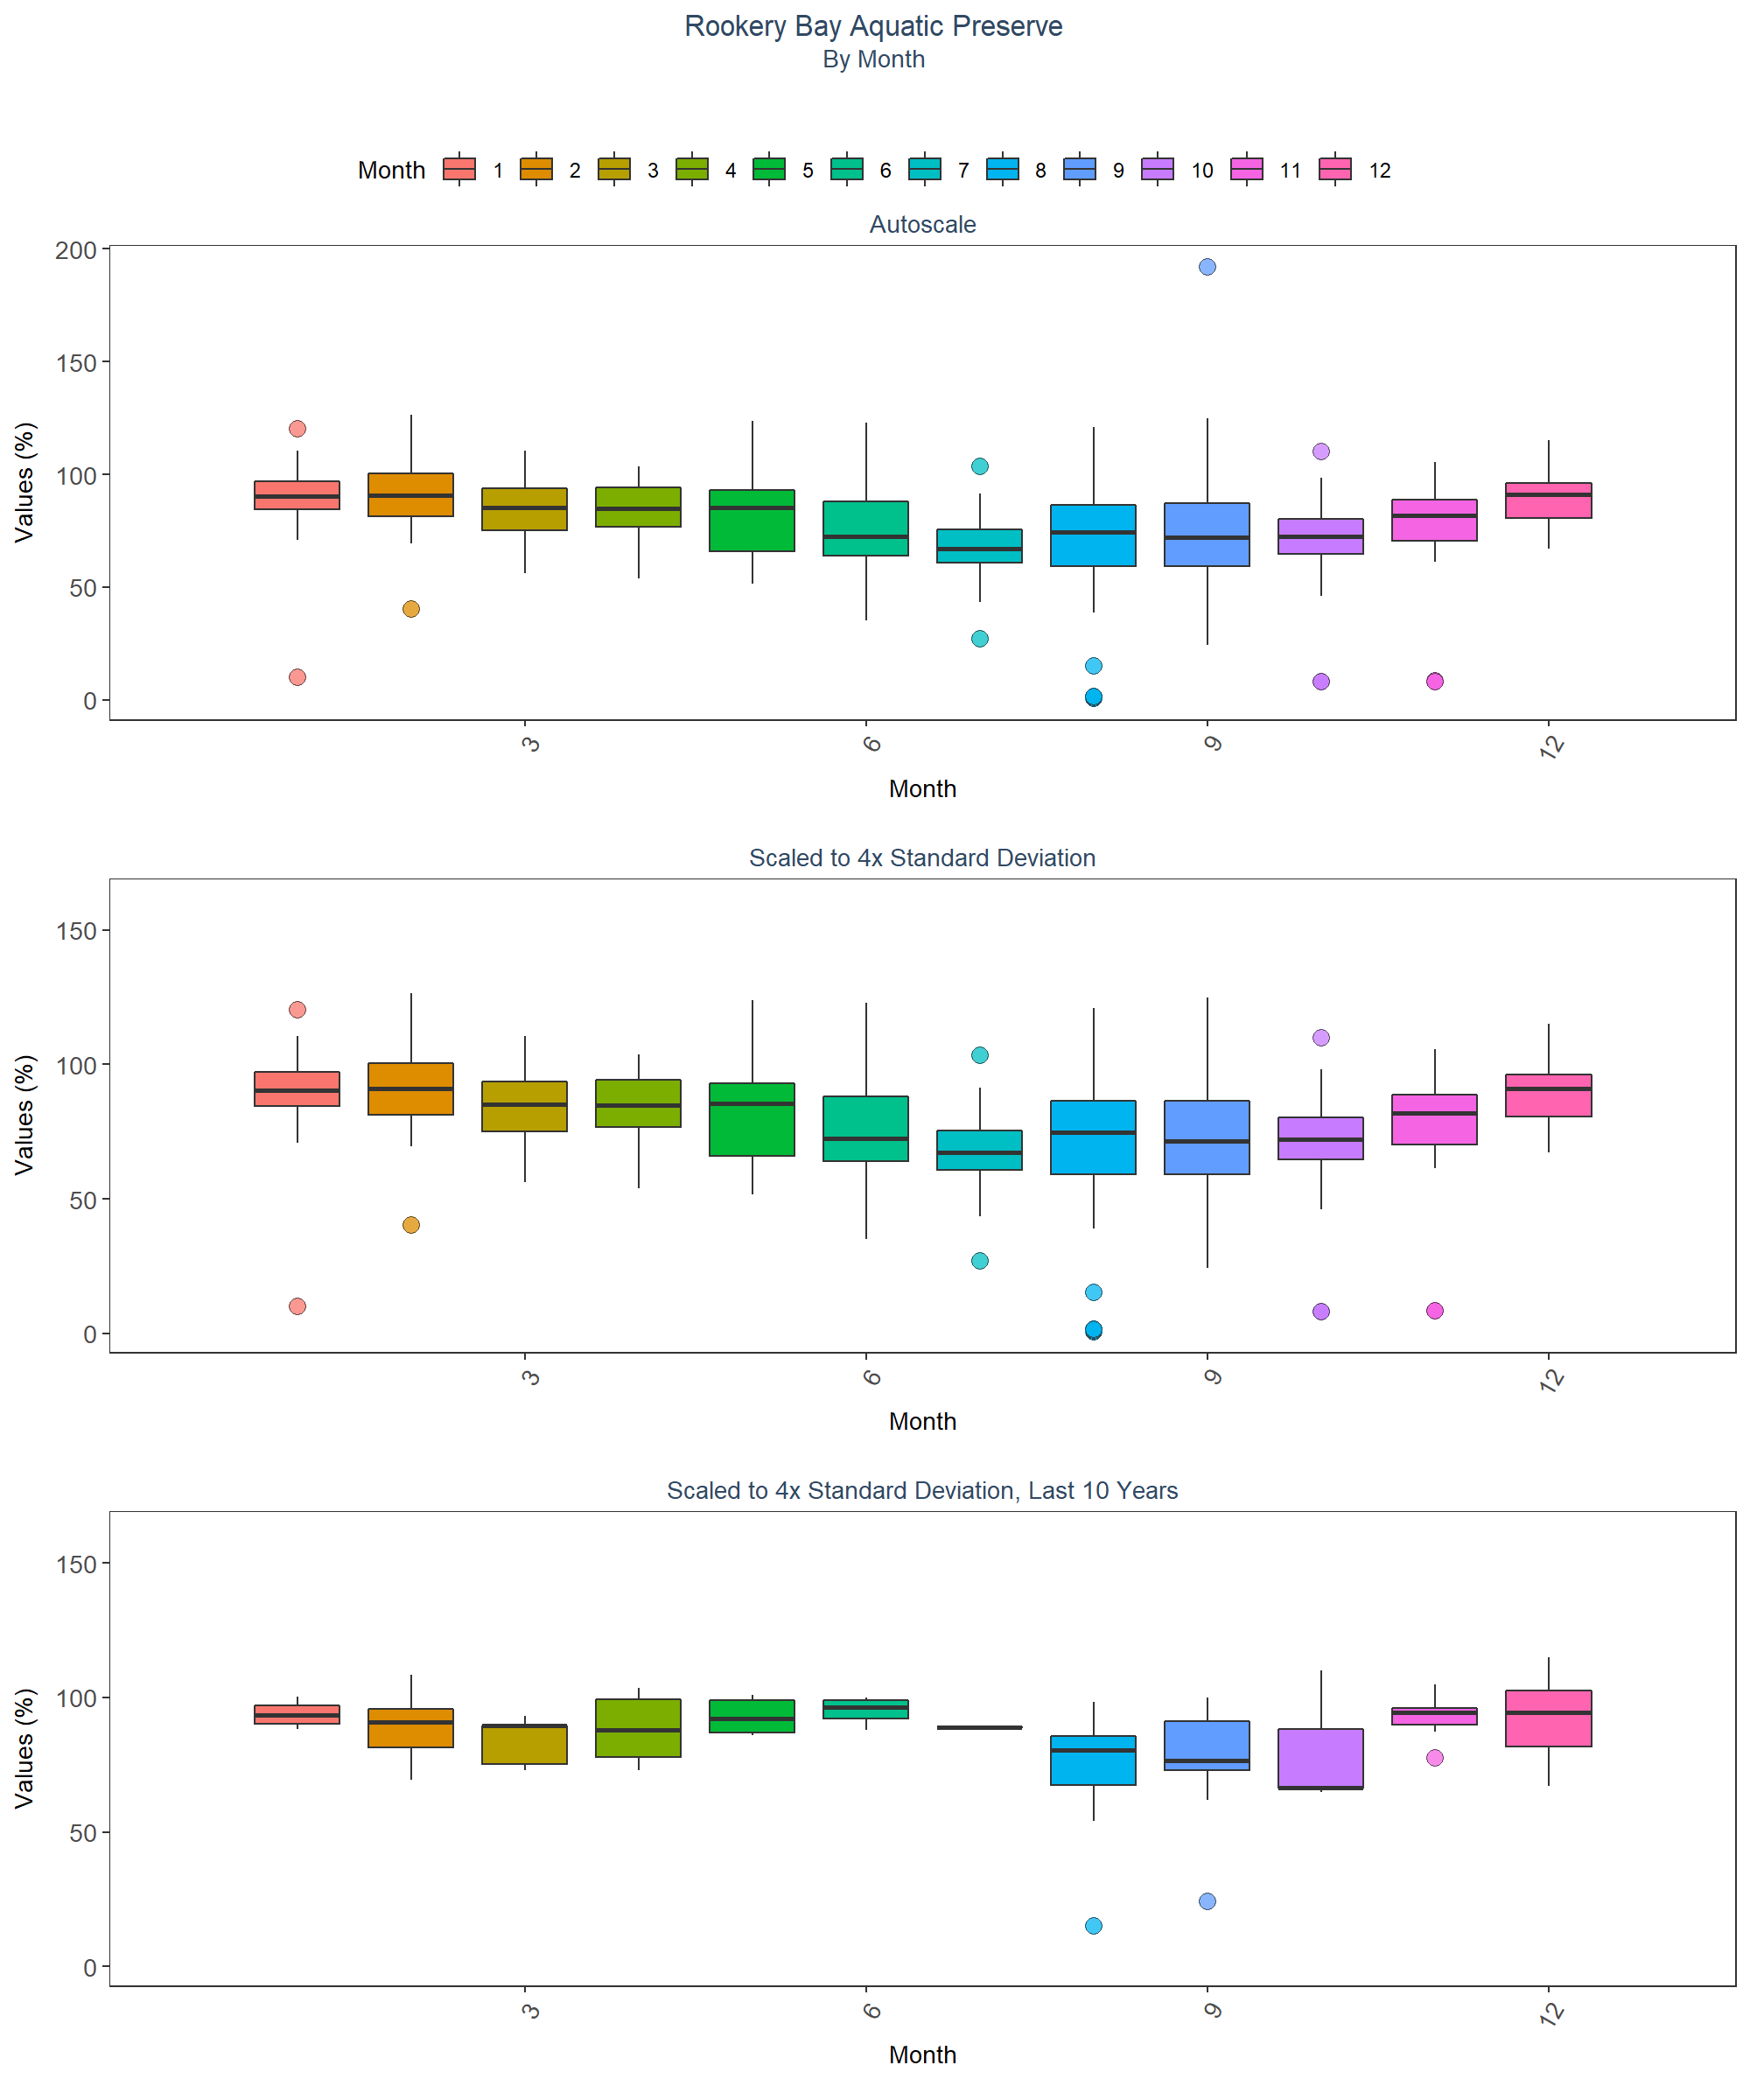 Rookery Bay Aquatic Preserve
By Month
Month 1 2 3 4 5 6 7 8 9 10 11 12
Autoscale
Values (%)
200
150
100
50
0
3 6 9 12
Month
Scaled to 4x Standard Deviation
Values (%)
150
100
50
0
3 6 9 12
Month
Scaled to 4x Standard Deviation, Last 10 Years
Values (%)
150
100
50
0
3 6 9 12
Month